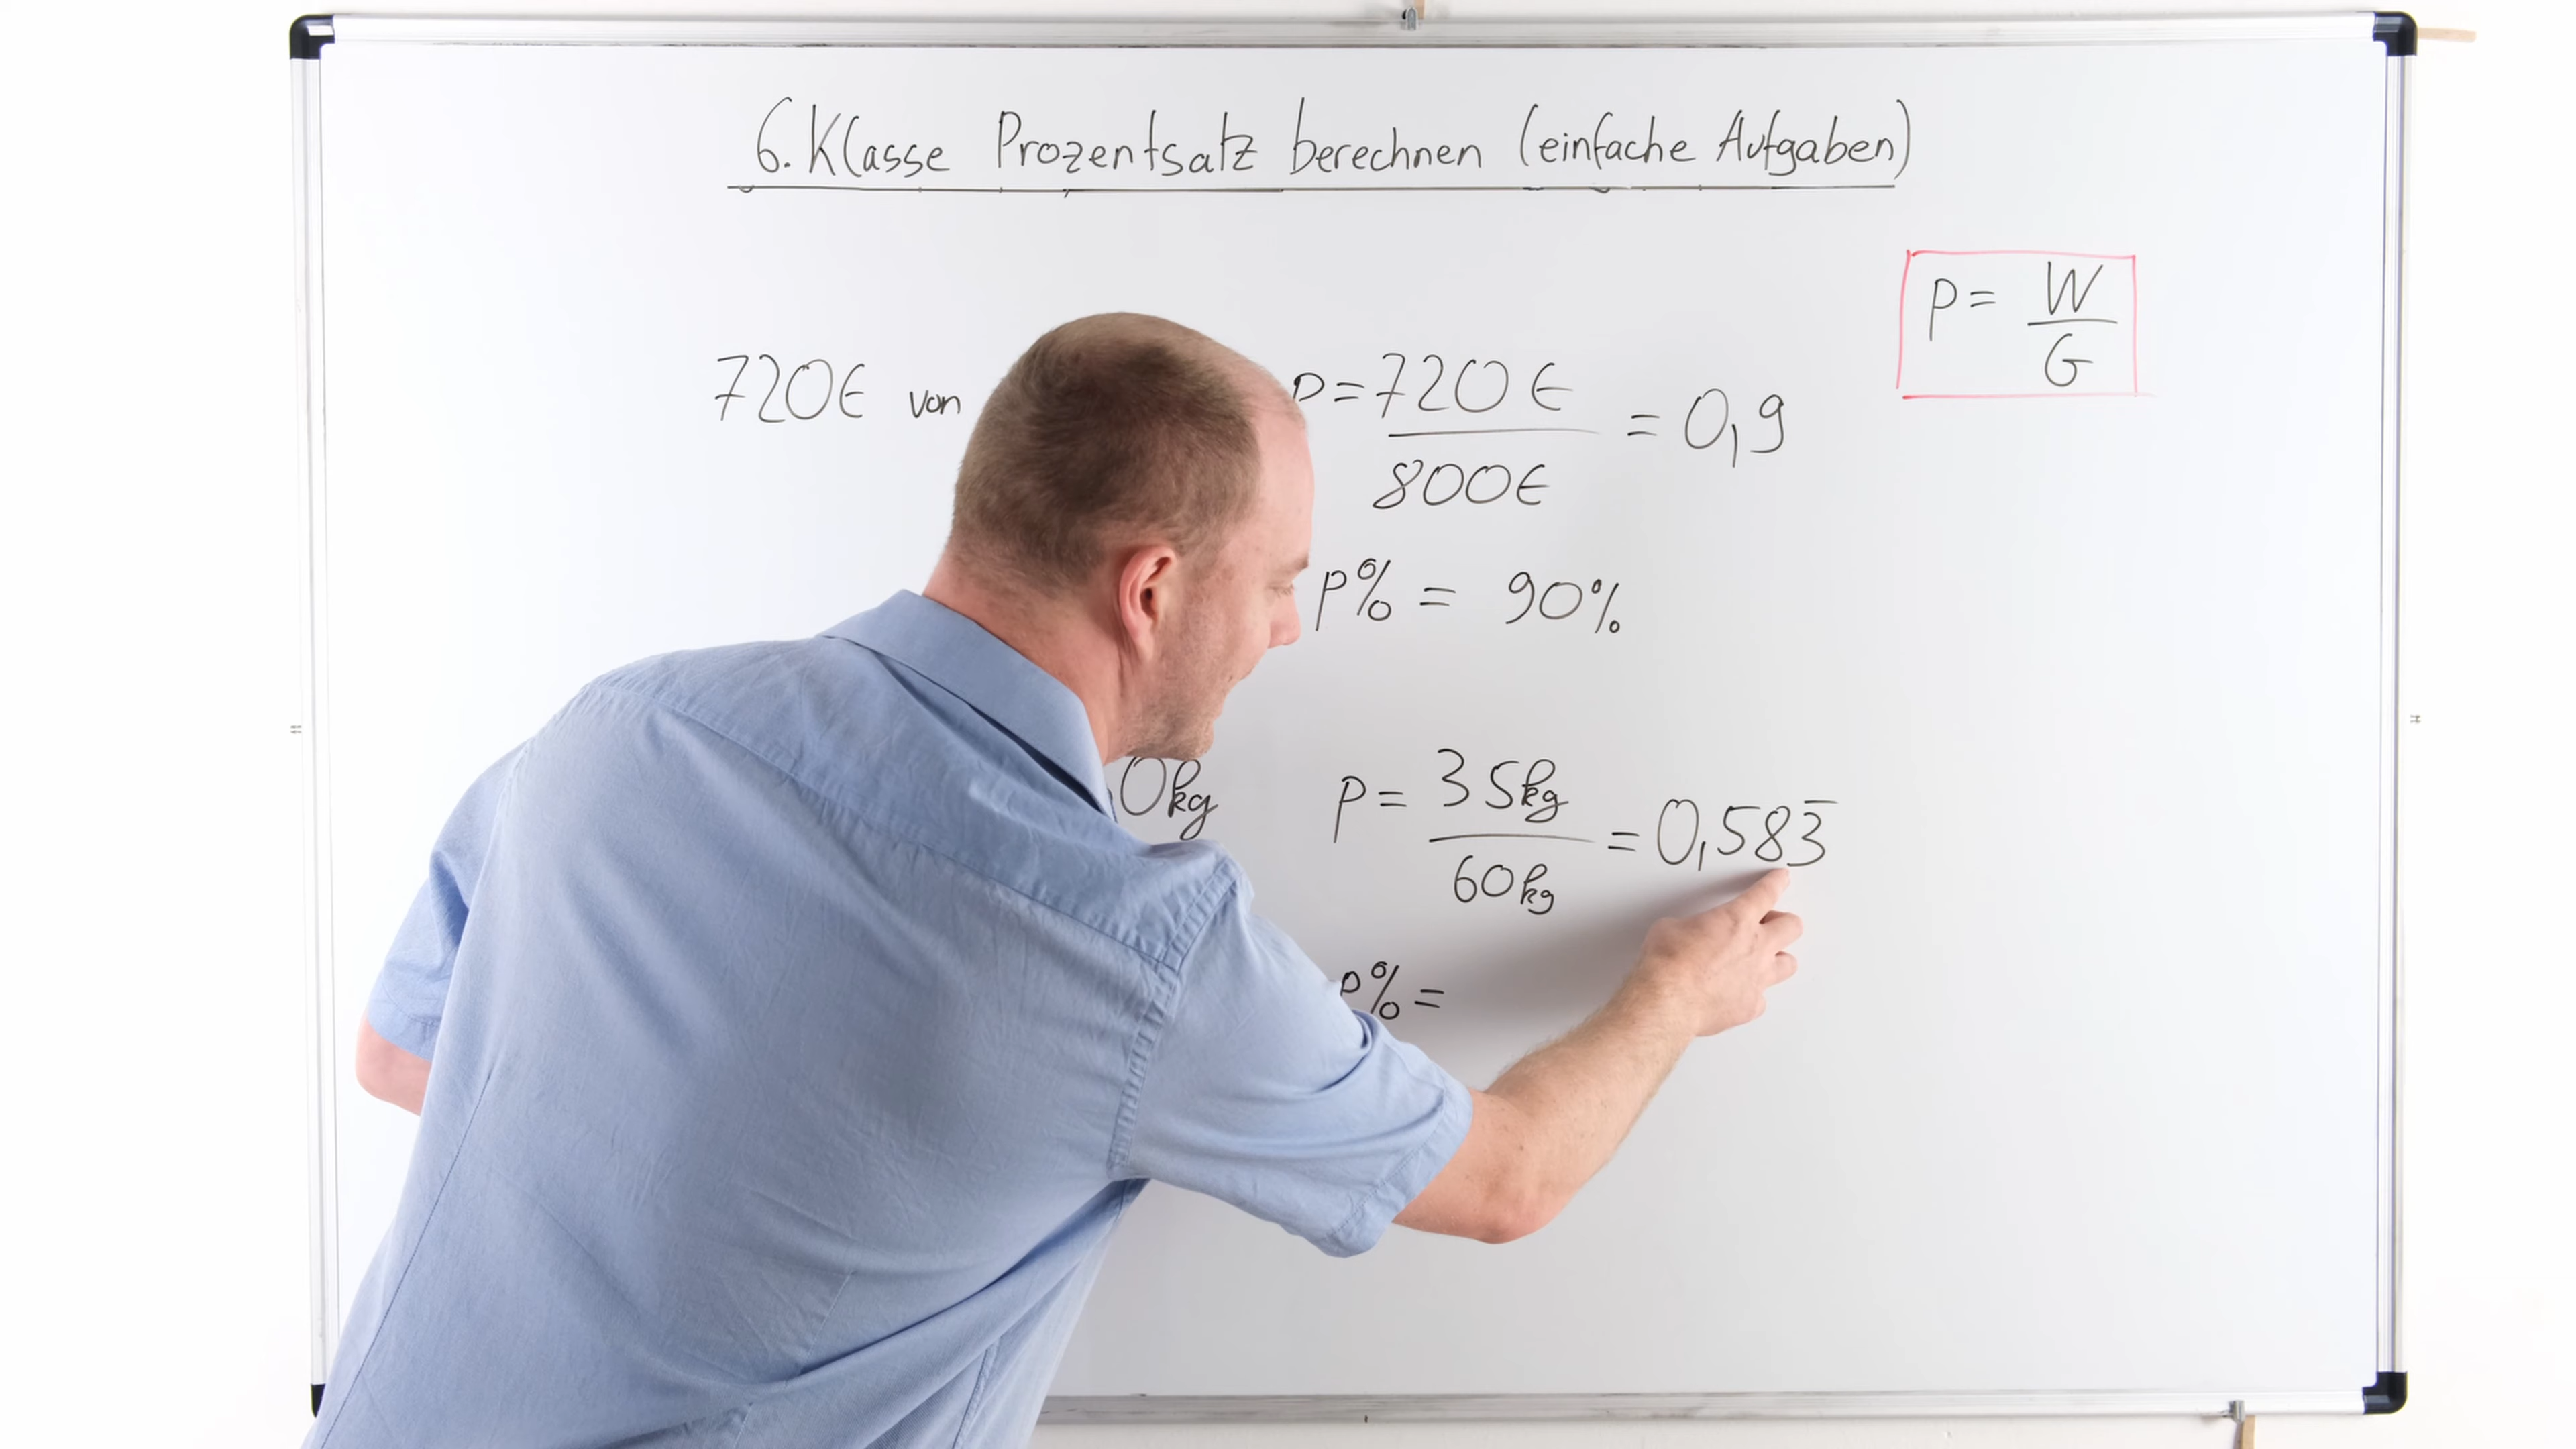 6. Klasse Prozentsatz berechnen (einfache Aufgaben)
p = W/G
720€ von
p = 720€/800€ = 0,9
p% = 90%
0kg
p = 35kg/60kg = 0,583̅
p% =